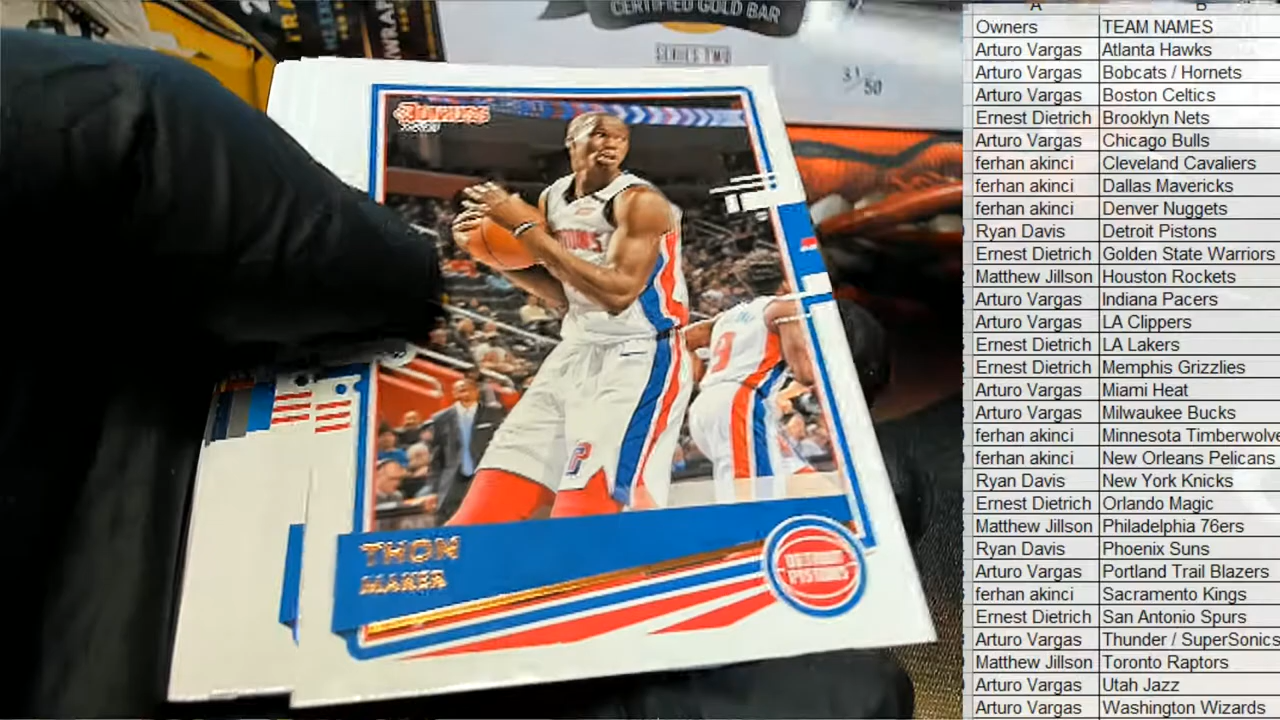 CERTIFIED GOLD BAR
SERIES TWO
31/50
DONRUSS
PISTONS
9
THON
MAKER
DETROIT
PISTONS
A B
Owners TEAM NAMES
Arturo Vargas Atlanta Hawks
Arturo Vargas Bobcats / Hornets
Arturo Vargas Boston Celtics
Ernest Dietrich Brooklyn Nets
Arturo Vargas Chicago Bulls
ferhan akinci Cleveland Cavaliers
ferhan akinci Dallas Mavericks
ferhan akinci Denver Nuggets
Ryan Davis Detroit Pistons
Ernest Dietrich Golden State Warriors
Matthew Jillson Houston Rockets
Arturo Vargas Indiana Pacers
Arturo Vargas LA Clippers
Ernest Dietrich LA Lakers
Ernest Dietrich Memphis Grizzlies
Arturo Vargas Miami Heat
Arturo Vargas Milwaukee Bucks
ferhan akinci Minnesota Timberwolve
ferhan akinci New Orleans Pelicans
Ryan Davis New York Knicks
Ernest Dietrich Orlando Magic
Matthew Jillson Philadelphia 76ers
Ryan Davis Phoenix Suns
Arturo Vargas Portland Trail Blazers
ferhan akinci Sacramento Kings
Ernest Dietrich San Antonio Spurs
Arturo Vargas Thunder / SuperSonics
Matthew Jillson Toronto Raptors
Arturo Vargas Utah Jazz
Arturo Vargas Washington Wizards